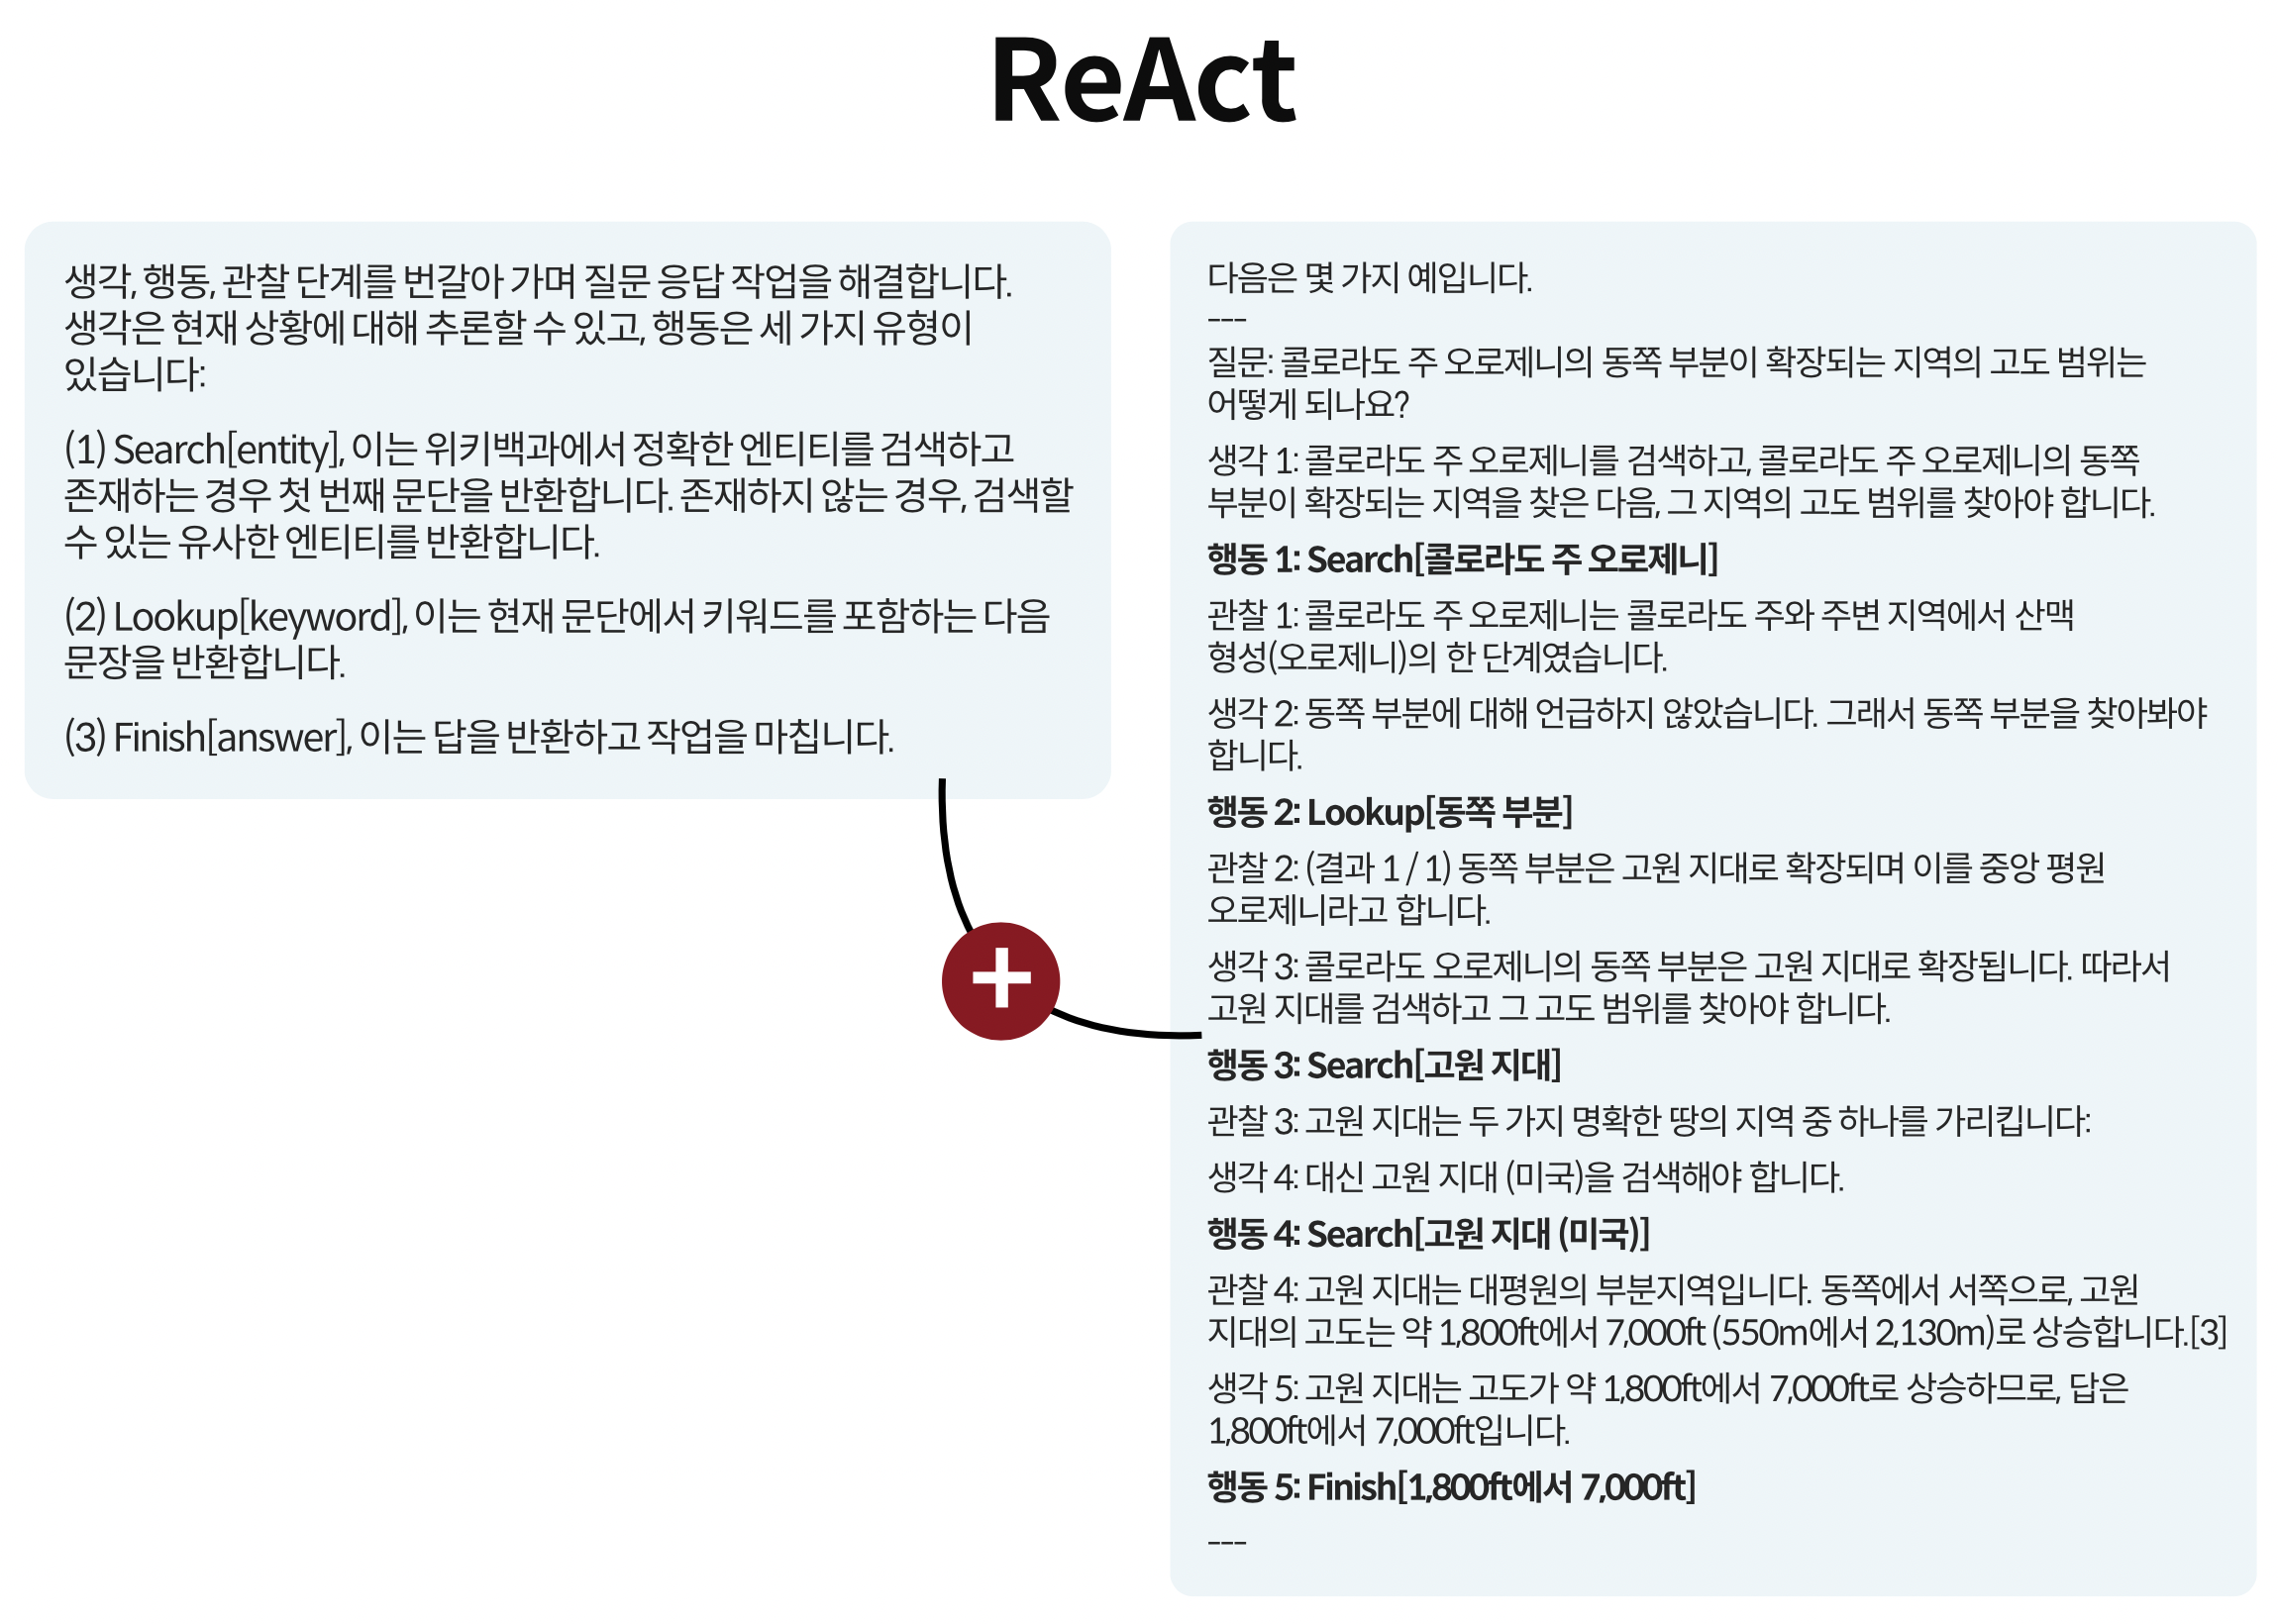 ReAct
생각, 행동, 관찰 단계를 번갈아 가며 질문 응답 작업을 해결합니다.
생각은 현재 상황에 대해 추론할 수 있고, 행동은 세 가지 유형이
있습니다:
(1) Search[entity], 이는 위키백과에서 정확한 엔티티를 검색하고
존재하는 경우 첫 번째 문단을 반환합니다. 존재하지 않는 경우, 검색할
수 있는 유사한 엔티티를 반환합니다.
(2) Lookup[keyword], 이는 현재 문단에서 키워드를 포함하는 다음
문장을 반환합니다.
(3) Finish[answer], 이는 답을 반환하고 작업을 마칩니다.
+
다음은 몇 가지 예입니다.
---
질문: 콜로라도 주 오로제니의 동쪽 부분이 확장되는 지역의 고도 범위는
어떻게 되나요?
생각 1: 콜로라도 주 오로제니를 검색하고, 콜로라도 주 오로제니의 동쪽
부분이 확장되는 지역을 찾은 다음, 그 지역의 고도 범위를 찾아야 합니다.
행동 1: Search[콜로라도 주 오로제니]
관찰 1: 콜로라도 주 오로제니는 콜로라도 주와 주변 지역에서 산맥
형성(오로제니)의 한 단계였습니다.
생각 2: 동쪽 부분에 대해 언급하지 않았습니다. 그래서 동쪽 부분을 찾아봐야
합니다.
행동 2: Lookup[동쪽 부분]
관찰 2: (결과 1 / 1) 동쪽 부분은 고원 지대로 확장되며 이를 중앙 평원
오로제니라고 합니다.
생각 3: 콜로라도 오로제니의 동쪽 부분은 고원 지대로 확장됩니다. 따라서
고원 지대를 검색하고 그 고도 범위를 찾아야 합니다.
행동 3: Search[고원 지대]
관찰 3: 고원 지대는 두 가지 명확한 땅의 지역 중 하나를 가리킵니다:
생각 4: 대신 고원 지대 (미국)을 검색해야 합니다.
행동 4: Search[고원 지대 (미국)]
관찰 4: 고원 지대는 대평원의 부분지역입니다. 동쪽에서 서쪽으로, 고원
지대의 고도는 약 1,800ft에서 7,000ft (550m에서 2,130m)로 상승합니다.[3]
생각 5: 고원 지대는 고도가 약 1,800ft에서 7,000ft로 상승하므로, 답은
1,800ft에서 7,000ft입니다.
행동 5: Finish[1,800ft에서 7,000ft]
---